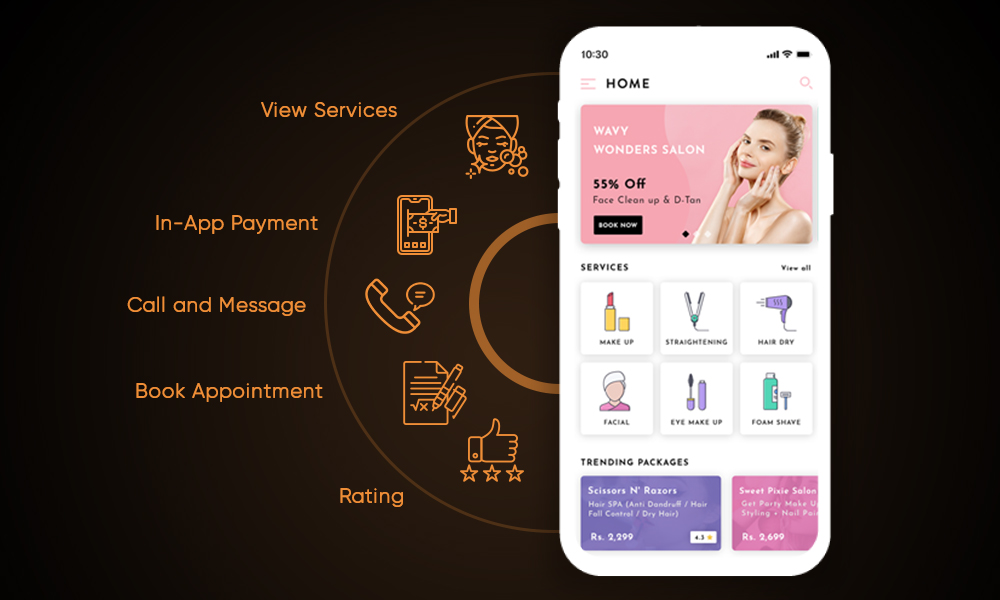 View Services
In-App Payment
Call and Message
Book Appointment
Rating
10:30
HOME
WAVY
WONDERS SALON
55% Off
Face Clean up & D-Tan
BOOK NOW
SERVICES
View all
MAKE UP
STRAIGHTENING
HAIR DRY
FACIAL
EYE MAKE UP
FOAM SHAVE
TRENDING PACKAGES
Scissors N' Razors
Hair SPA (Anti Dandruff / Hair
Fall Control / Dry Hair)
Rs. 2,299
4.3
Sweet Pixie Salon
Get Party Make U
Styling + Nail Pai
Rs. 2,699